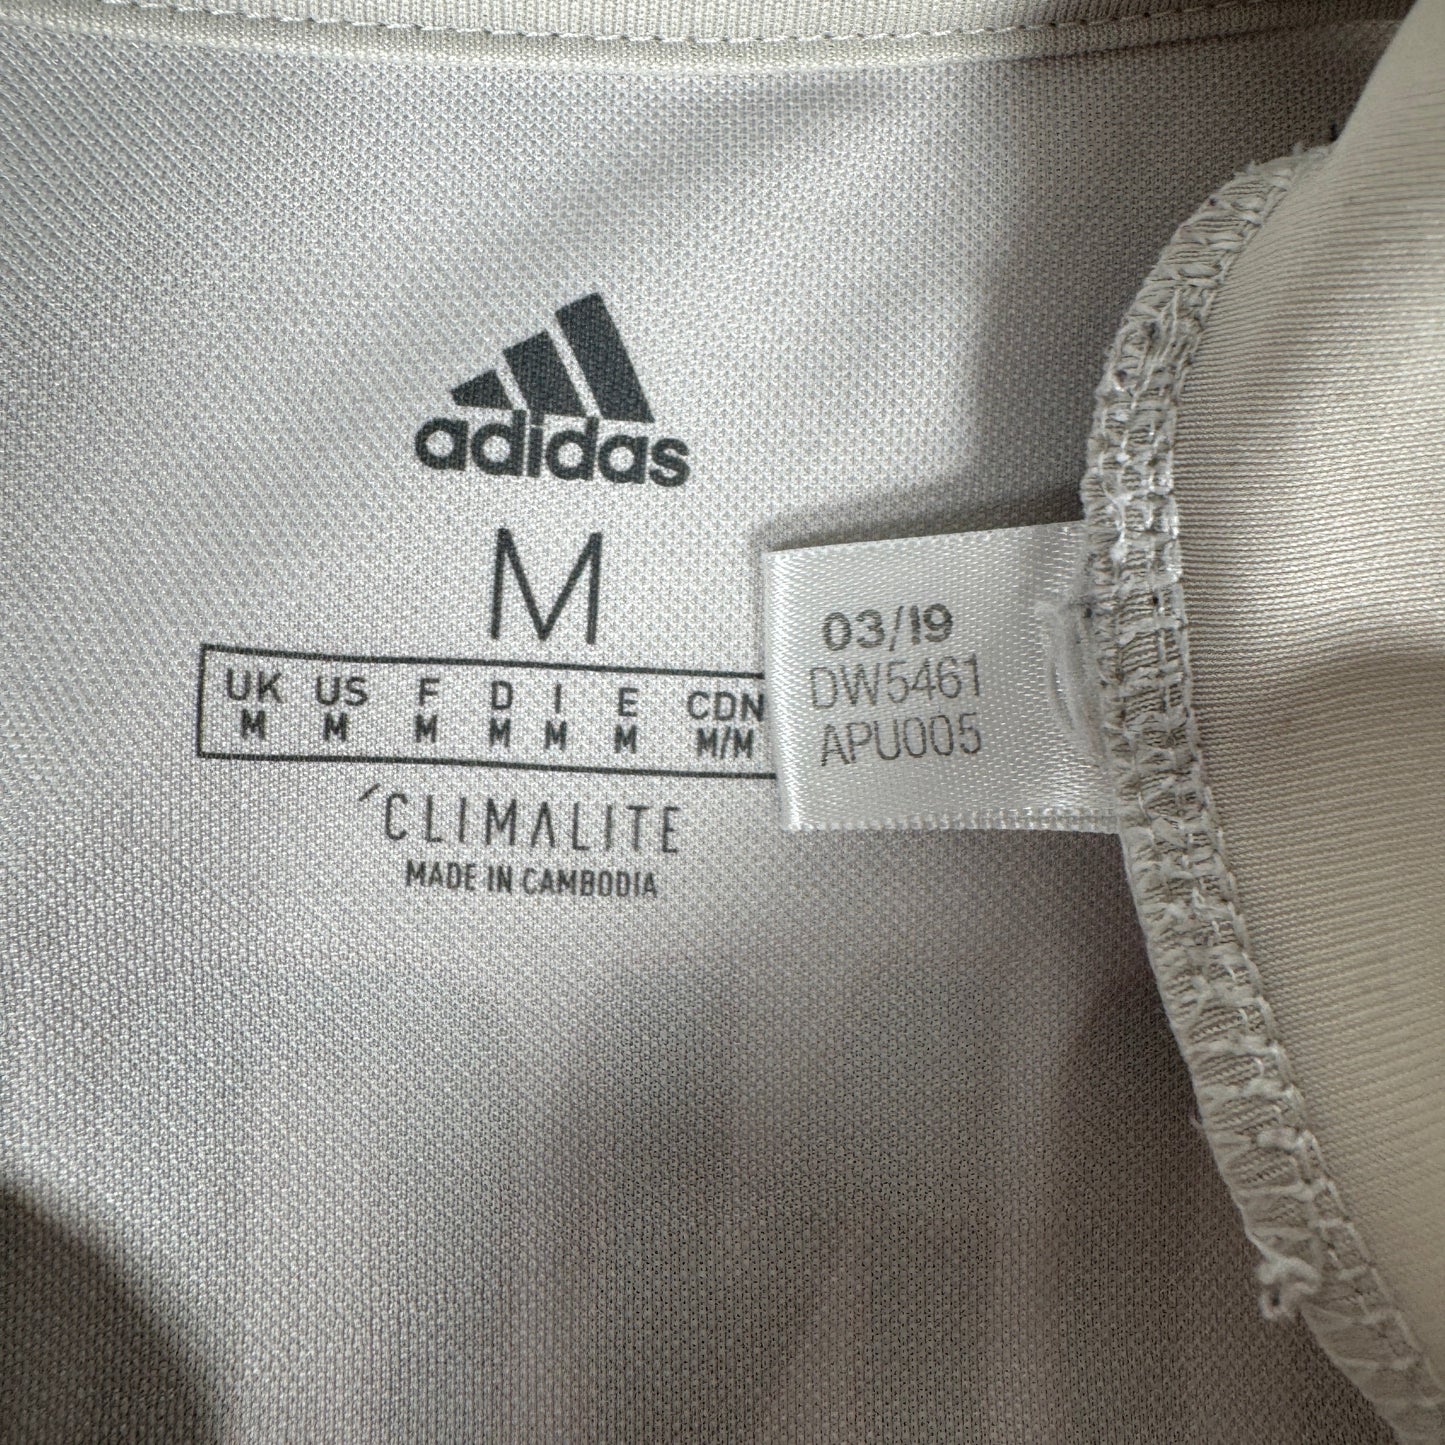 adidas
M
UK US F D I E CDN
M M M M M M M/M
CLIMALITE
MADE IN CAMBODIA
03/19
DW5461
APU005